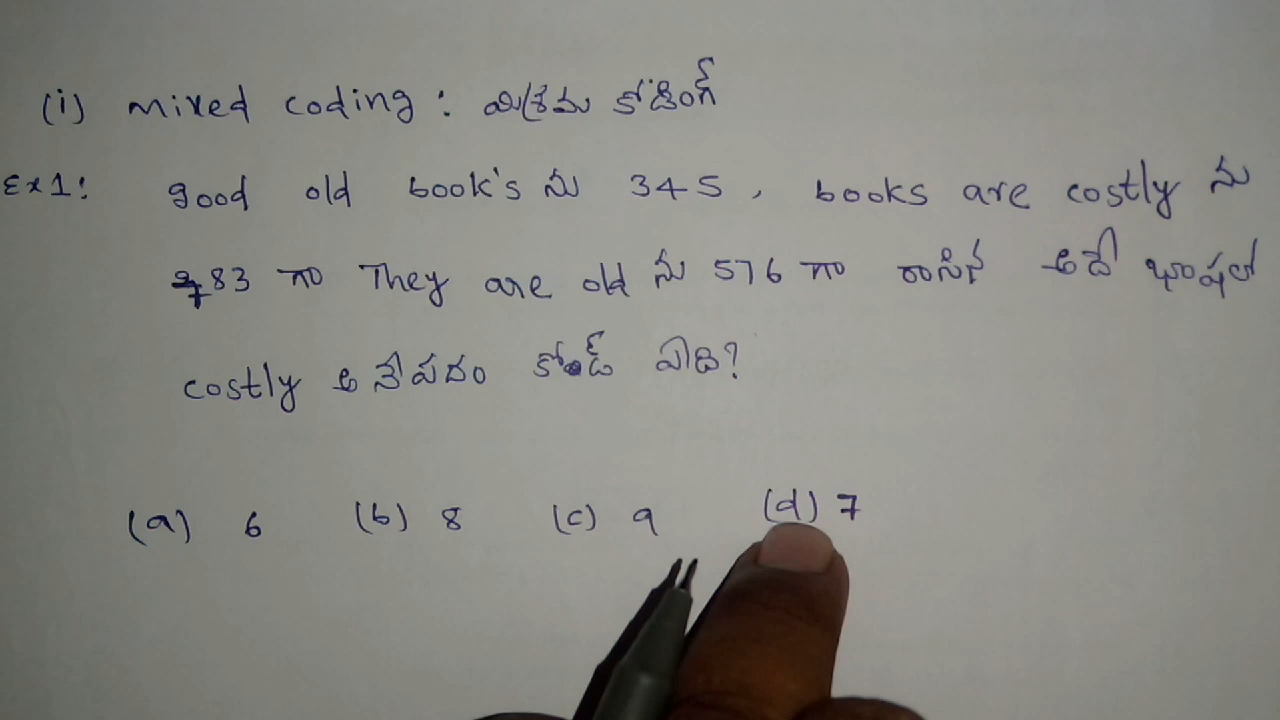 (i) mixed coding : మిశ్రమ కోడింగ్
Ex1: good old book's ను 345, books are costly ను
783 గా They are old ను 576 గా రాసిన అదే భాషలో
costly అనేపదం కోడ్ ఏది?
(a) 6 (b) 8 (c) 9 (d) 7